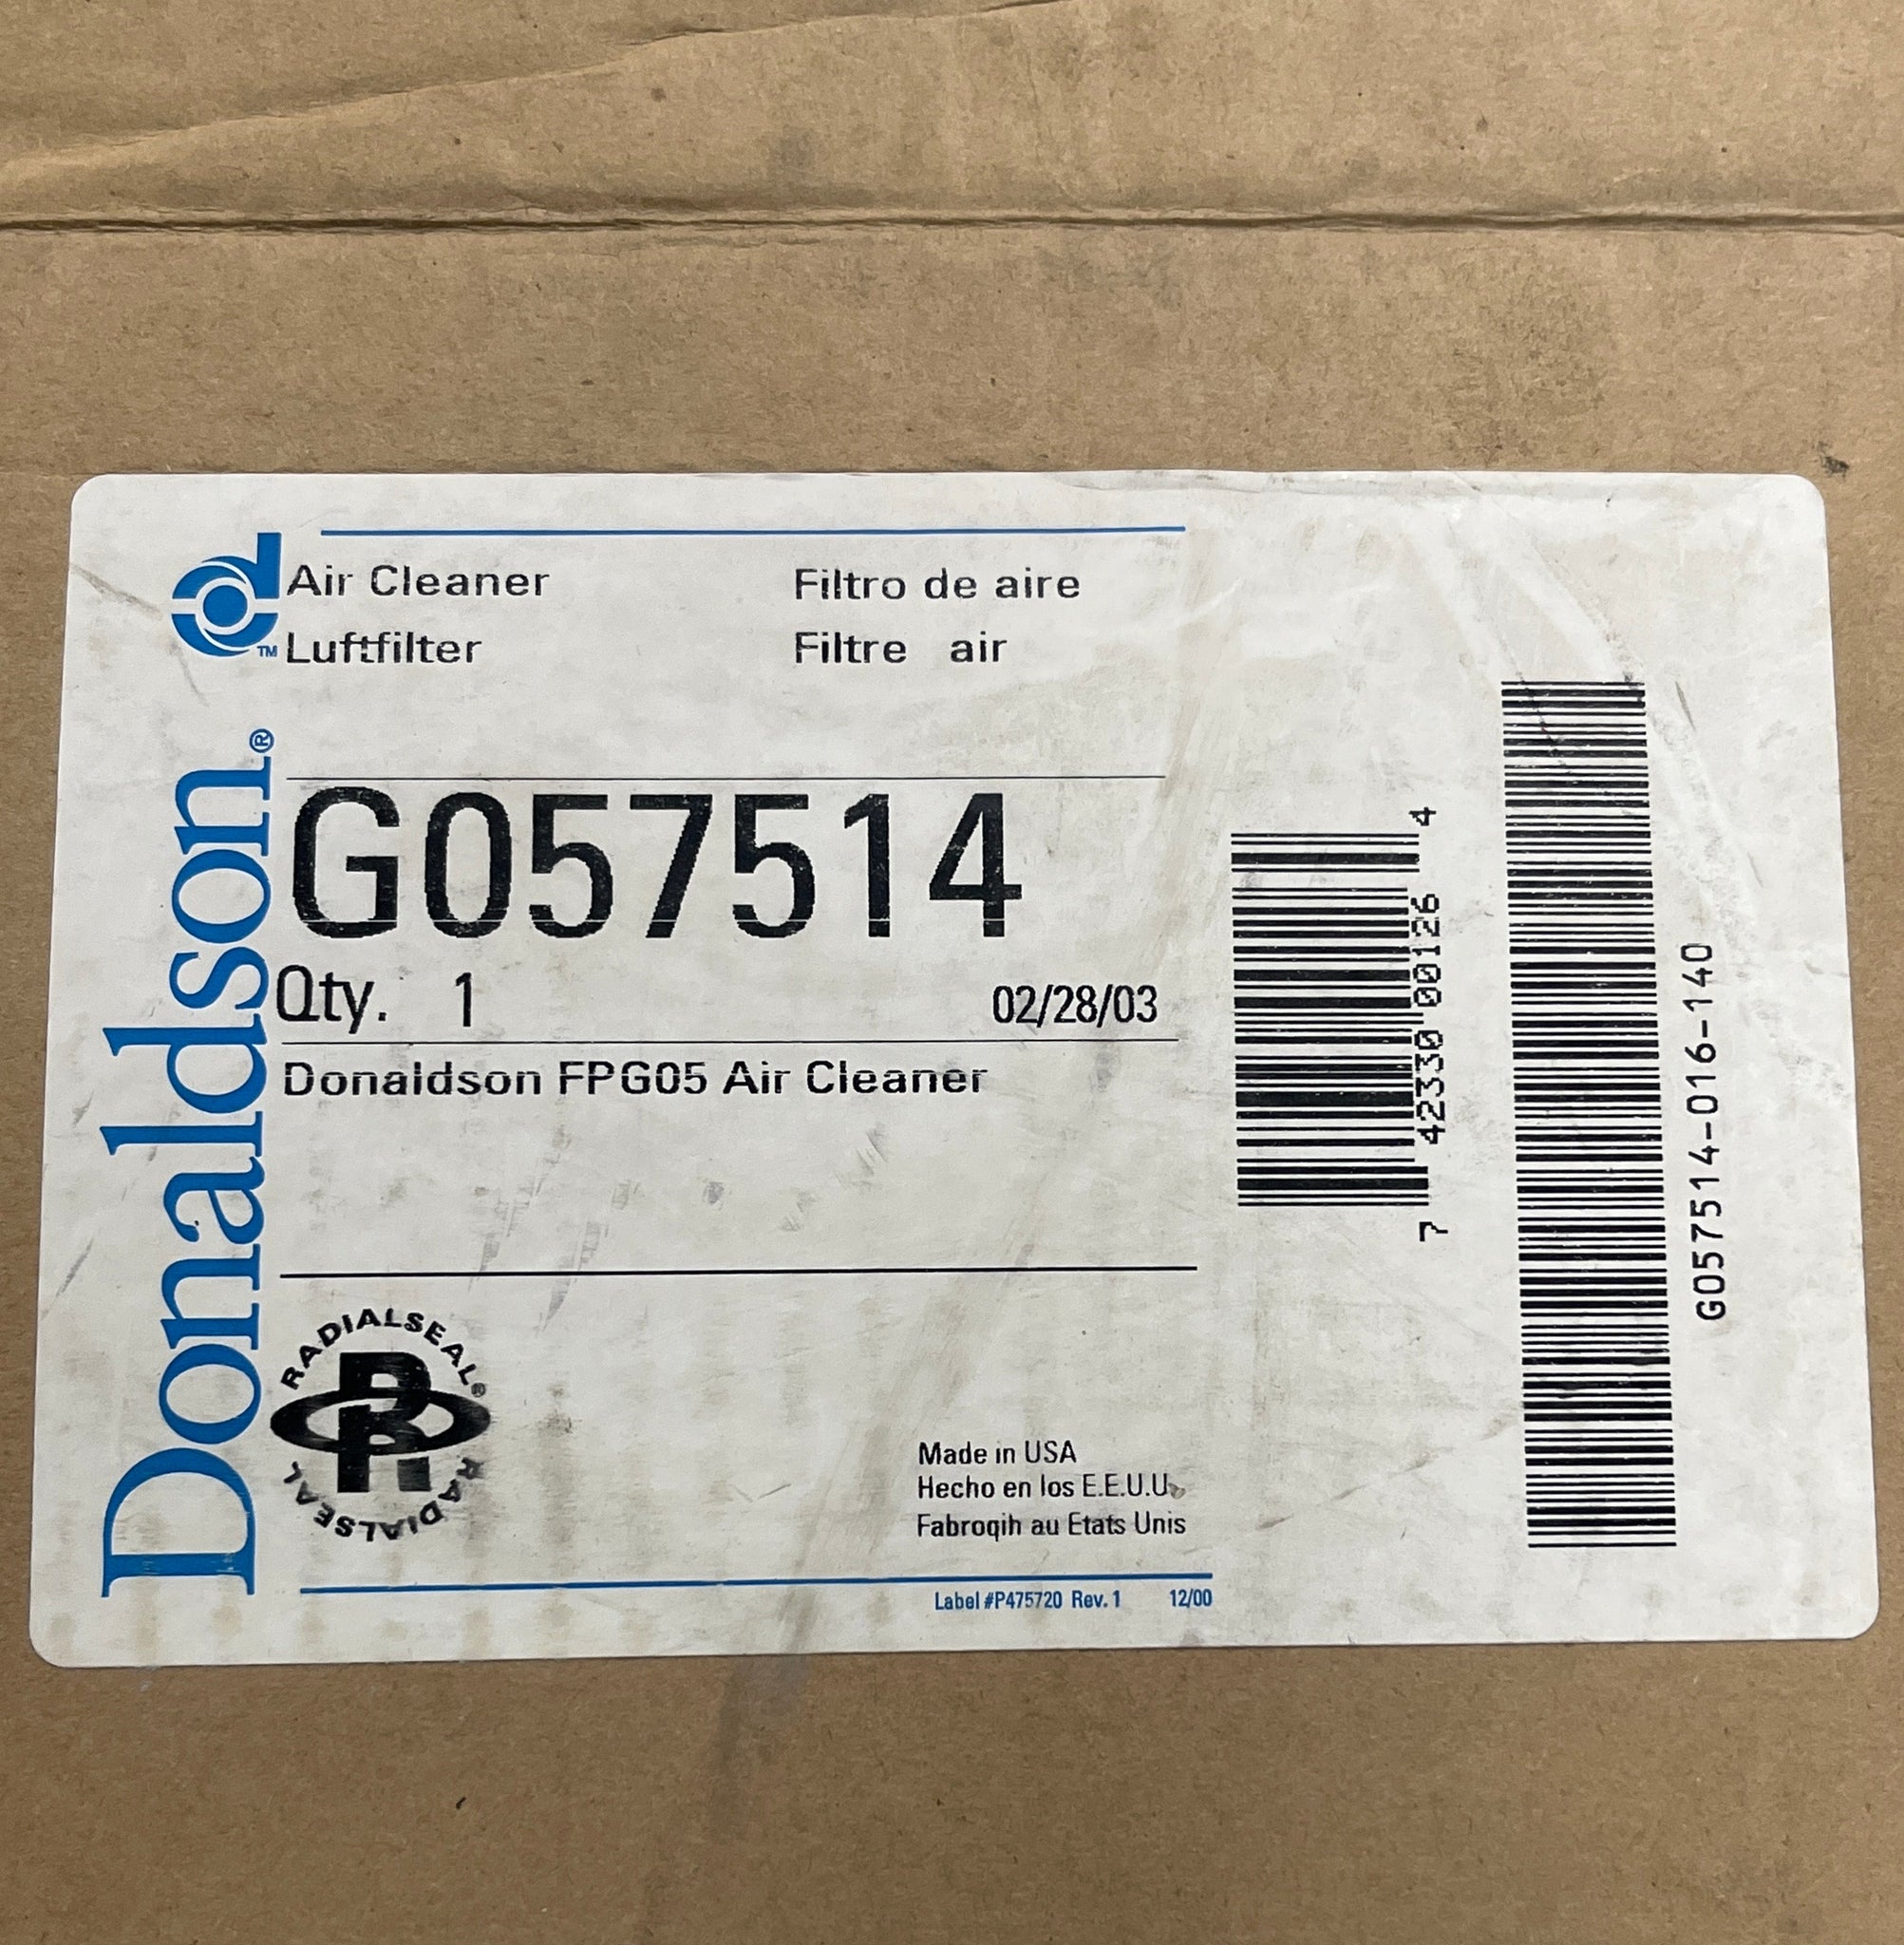 Donaldson®
™
Air Cleaner
Filtro de aire
Luftfilter
Filtre air
G057514
Qty. 1
02/28/03
Donaldson FPG05 Air Cleaner
RADIALSEAL®
R
RADIALSEAL
Made in USA
Hecho en los E.E.U.U.
Fabroqih au Etats Unis
Label #P475720 Rev. 1 12/00
7 42330 00126 4
G057514-016-140